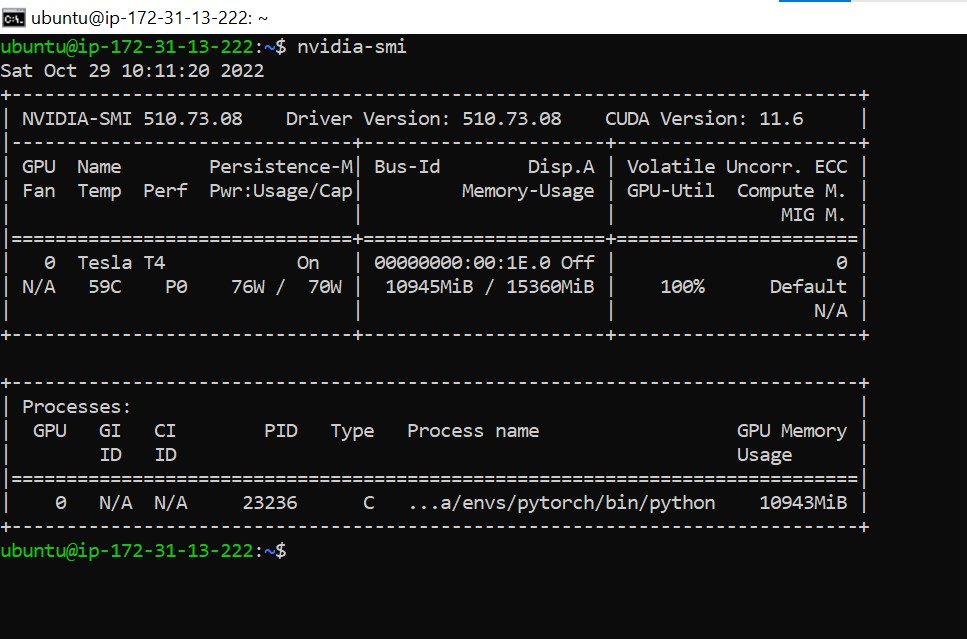 ubuntu@ip-172-31-13-222: ~
ubuntu@ip-172-31-13-222:~$ nvidia-smi
Sat Oct 29 10:11:20 2022
+-----------------------------------------------------------------------------+
| NVIDIA-SMI 510.73.08    Driver Version: 510.73.08    CUDA Version: 11.6     |
|-------------------------------+----------------------+----------------------+
| GPU  Name        Persistence-M| Bus-Id        Disp.A | Volatile Uncorr. ECC |
| Fan  Temp  Perf  Pwr:Usage/Cap|         Memory-Usage | GPU-Util  Compute M. |
|                               |                      |               MIG M. |
|===============================+======================+======================|
|   0  Tesla T4            On   | 00000000:00:1E.0 Off |                    0 |
| N/A   59C    P0    76W /  70W |  10945MiB / 15360MiB |    100%      Default |
|                               |                      |                  N/A |
+-------------------------------+----------------------+----------------------+

+-----------------------------------------------------------------------------+
| Processes:                                                                  |
|  GPU   GI   CI        PID   Type   Process name                  GPU Memory |
|        ID   ID                                                   Usage      |
|=============================================================================|
|    0   N/A  N/A     23236      C   ...a/envs/pytorch/bin/python    10943MiB |
+-----------------------------------------------------------------------------+
ubuntu@ip-172-31-13-222:~$